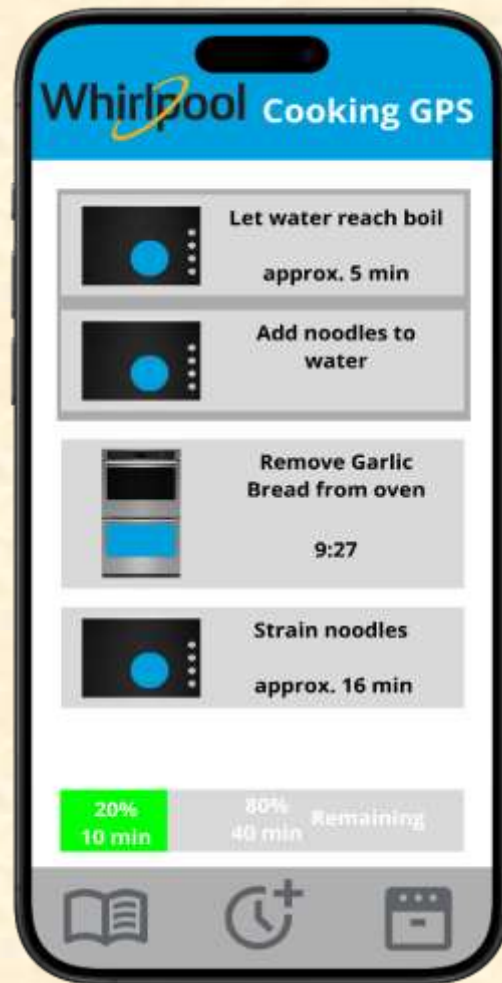 Whirlpool Cooking GPS
Let water reach boil
approx. 5 min
Add noodles to
water
Remove Garlic
Bread from oven
9:27
Strain noodles
approx. 16 min
20%
10 min
80%
40 min
Remaining